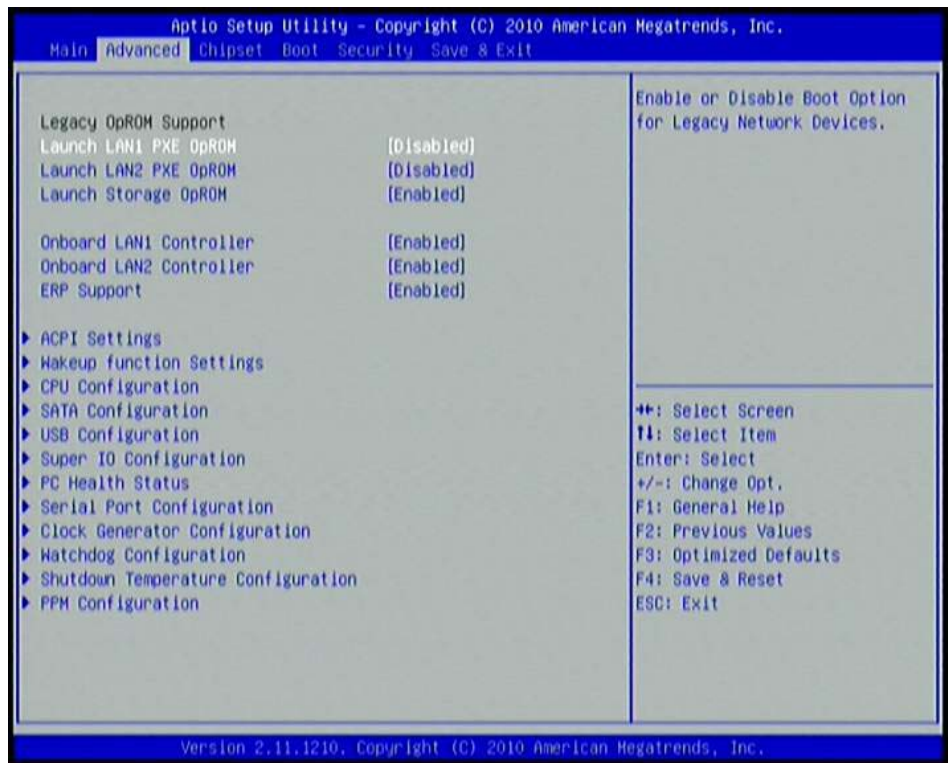 Aptio Setup Utility - Copyright (C) 2010 American Megatrends, Inc.
Main Advanced Chipset Boot Security Save & Exit
Legacy OpROM Support
Launch LAN1 PXE OpROM [Disabled]
Launch LAN2 PXE OpROM [Disabled]
Launch Storage OpROM [Enabled]
Onboard LAN1 Controller [Enabled]
Onboard LAN2 Controller [Enabled]
ERP Support [Enabled]
ACPI Settings
Wakeup function Settings
CPU Configuration
SATA Configuration
USB Configuration
Super IO Configuration
PC Health Status
Serial Port Configuration
Clock Generator Configuration
Watchdog Configuration
Shutdown Temperature Configuration
PPM Configuration
Enable or Disable Boot Option
for Legacy Network Devices.
→←: Select Screen
↑↓: Select Item
Enter: Select
+/-: Change Opt.
F1: General Help
F2: Previous Values
F3: Optimized Defaults
F4: Save & Reset
ESC: Exit
Version 2.11.1210. Copyright (C) 2010 American Megatrends, Inc.